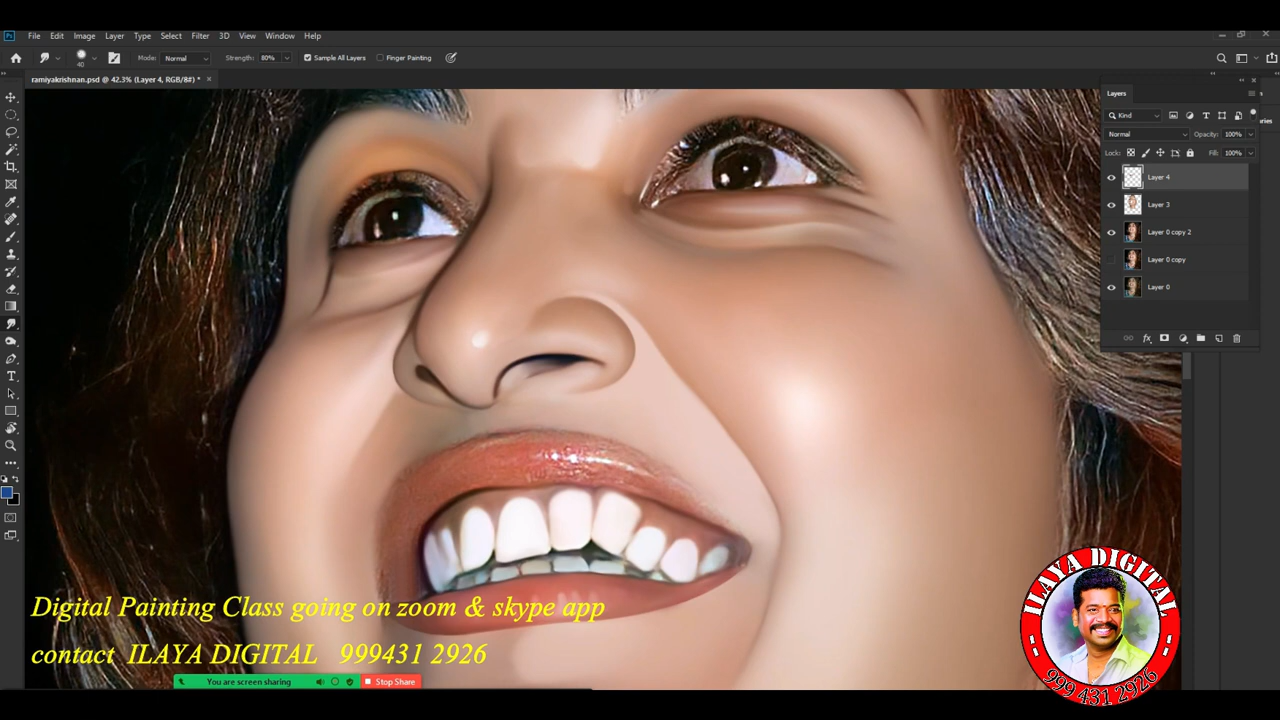 Ps File Edit Image Layer Type Select Filter 3D View Window Help
40 Mode: Normal Strength: 80% Sample All Layers Finger Painting
ramiyakrishnan.psd @ 42.3% (Layer 4, RGB/8#) * ×
Layers
Kind
Normal Opacity: 100%
Lock: Fill: 100%
Layer 4
Layer 3
Layer 0 copy 2
Layer 0 copy
Layer 0
ILAYA DIGITAL
999 431 2926
Digital Painting Class going on zoom & skype app
contact ILAYA DIGITAL 999431 2926
You are screen sharing Stop Share